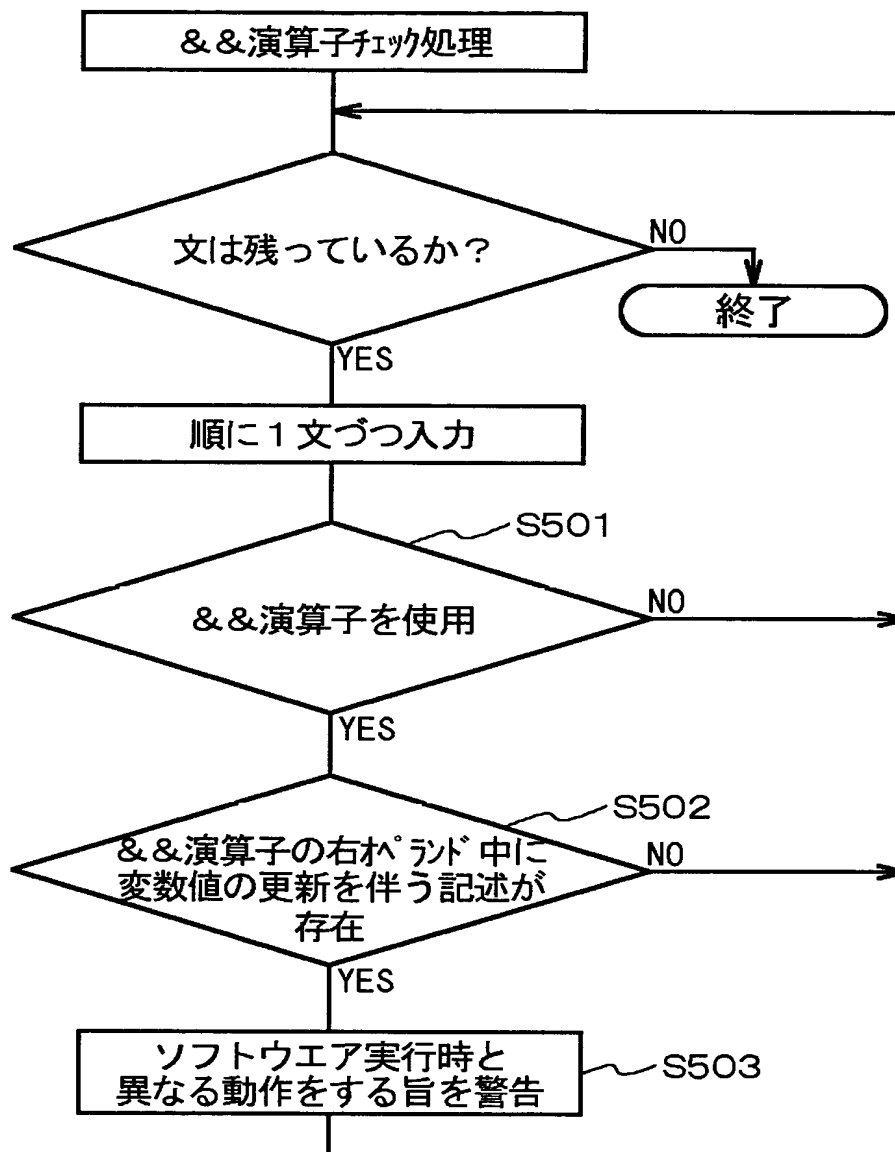 &&演算子ﾁｪｯｸ処理
文は残っているか？
NO
終了
YES
順に１文づつ入力
S501
&&演算子を使用
NO
YES
S502
&&演算子の右ｵﾍﾟﾗﾝﾄﾞ中に
変数値の更新を伴う記述が
存在
NO
YES
ソフトウエア実行時と
異なる動作をする旨を警告
S503